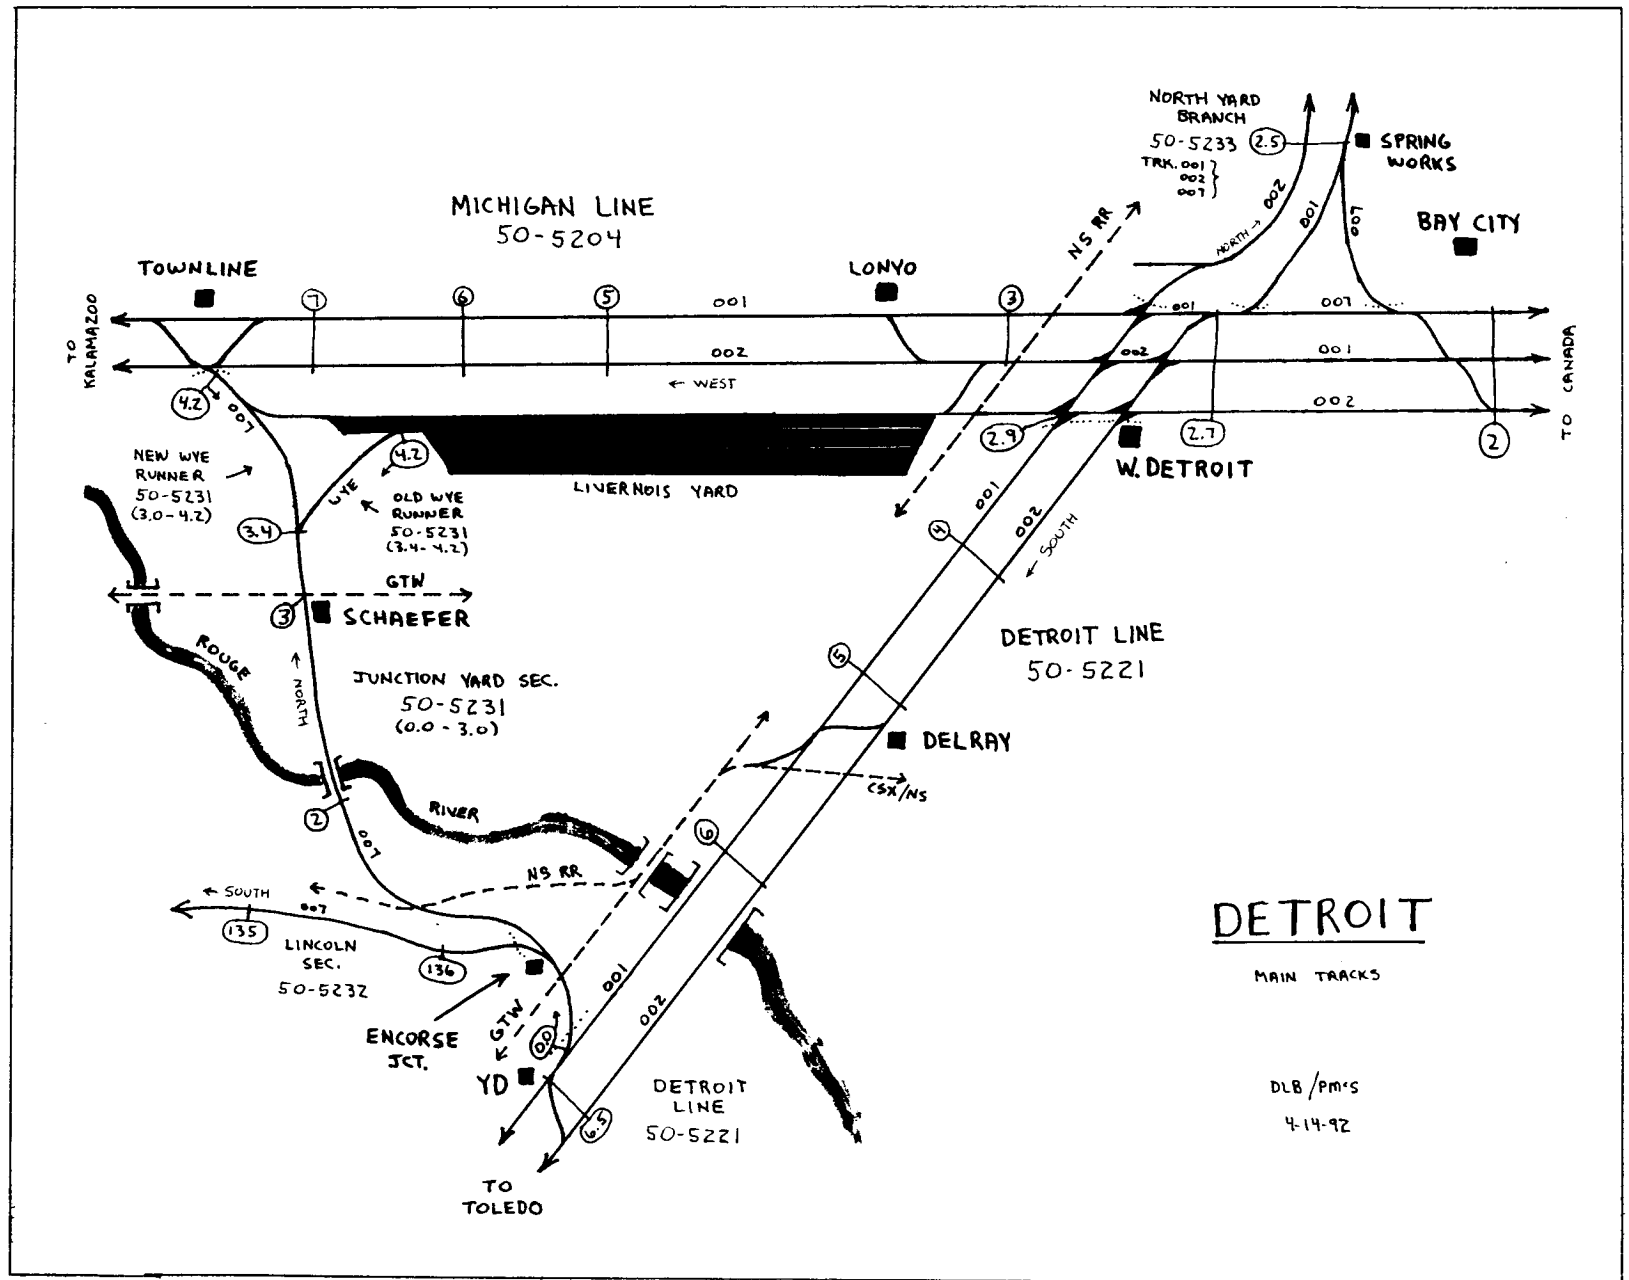 NORTH YARD
BRANCH
50-5233
2.5
TRK. 001
002
007
SPRING
WORKS
002
001
007
NORTH →
BAY CITY
NS RR
MICHIGAN LINE
50-5204
TOWNLINE
LONYO
7
6
5
3
001
001
007
TO
KALAMAZOO
002
002
001
← WEST
002
TO CANADA
4.2
007
2.9
2.7
2
W. DETROIT
4.2
LIVERNOIS YARD
NEW WYE
RUNNER
50-5231
(3.0-4.2)
WYE
OLD WYE
RUNNER
50-5231
(3.4-4.2)
3.4
001
002
4
← SOUTH
GTW
3
SCHAEFER
ROUGE
← NORTH
JUNCTION YARD SEC.
50-5231
(0.0-3.0)
DETROIT LINE
50-5221
5
DELRAY
CSX/NS
2
RIVER
6
007
NS RR
← SOUTH
007
135
136
LINCOLN
SEC.
50-5232
001
002
DETROIT
MAIN TRACKS
ENCORSE
JCT.
GTW
0.0
YD
6.5
DETROIT
LINE
50-5221
DLB/PM'S
4-14-92
TO
TOLEDO